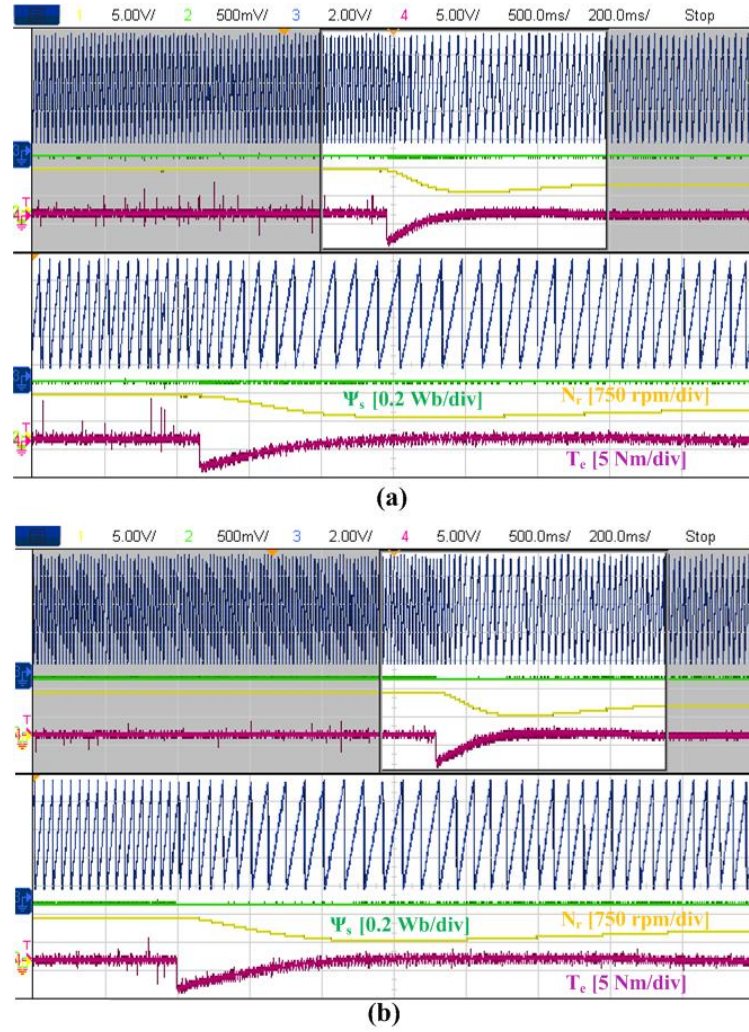 1 5.00V/ 2 500mV/ 3 2.00V/ 4 5.00V/ 500.0ms/ 200.0ms Stop
T
Ψs [0.2 Wb/div] Nr [750 rpm/div]
T
Te [5 Nm/div]
(a)
1 5.00V/ 2 500mV/ 3 2.00V/ 4 5.00V/ 500.0ms/ 200.0ms/ Stop
T
Ψs [0.2 Wb/div] Nr [750 rpm/div]
T
Te [5 Nm/div]
(b)